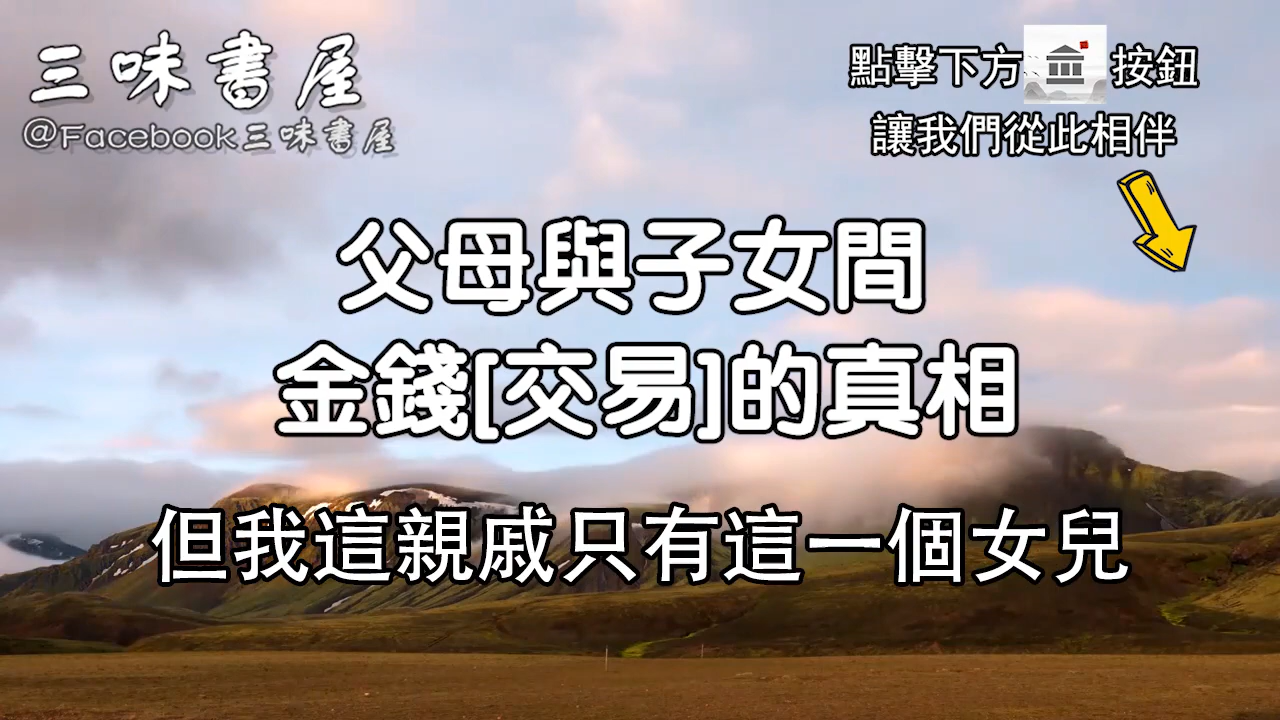 三味書屋
@Facebook三味書屋
點擊下方 按鈕
讓我們從此相伴
父母與子女間
金錢[交易]的真相
但我這親戚只有這一個女兒